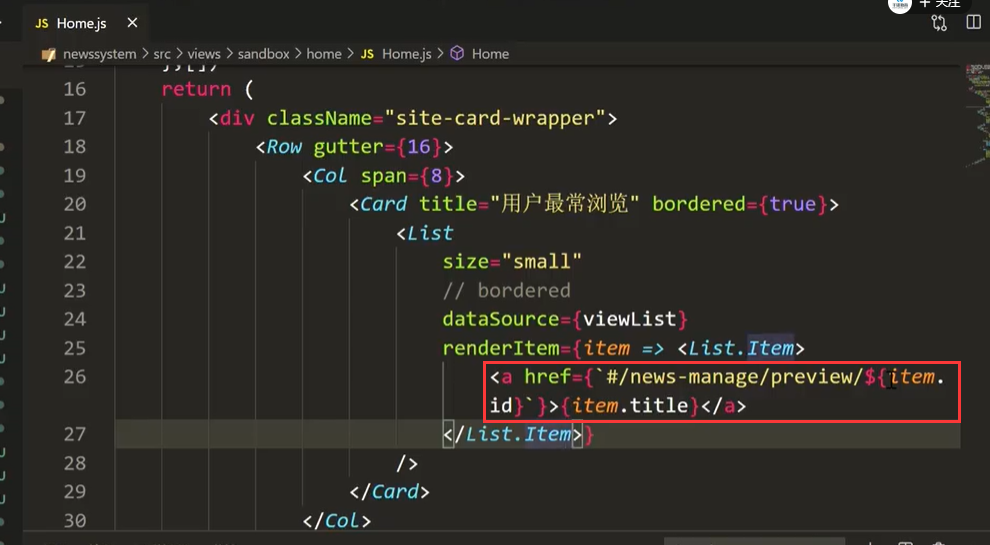 + 关注
JS Home.js ×
newssystem > src > views > sandbox > home > JS Home.js > Home
16 return (
17 <div className="site-card-wrapper">
18 <Row gutter={16}>
19 <Col span={8}>
20 <Card title="用户最常浏览" bordered={true}>
21 <List
22 size="small"
23 // bordered
24 dataSource={viewList}
25 renderItem={item => <List.Item>
26 <a href={`#/news-manage/preview/${item.
id}`}>{item.title}</a>
27 </List.Item>}
28 />
29 </Card>
30 </Col>